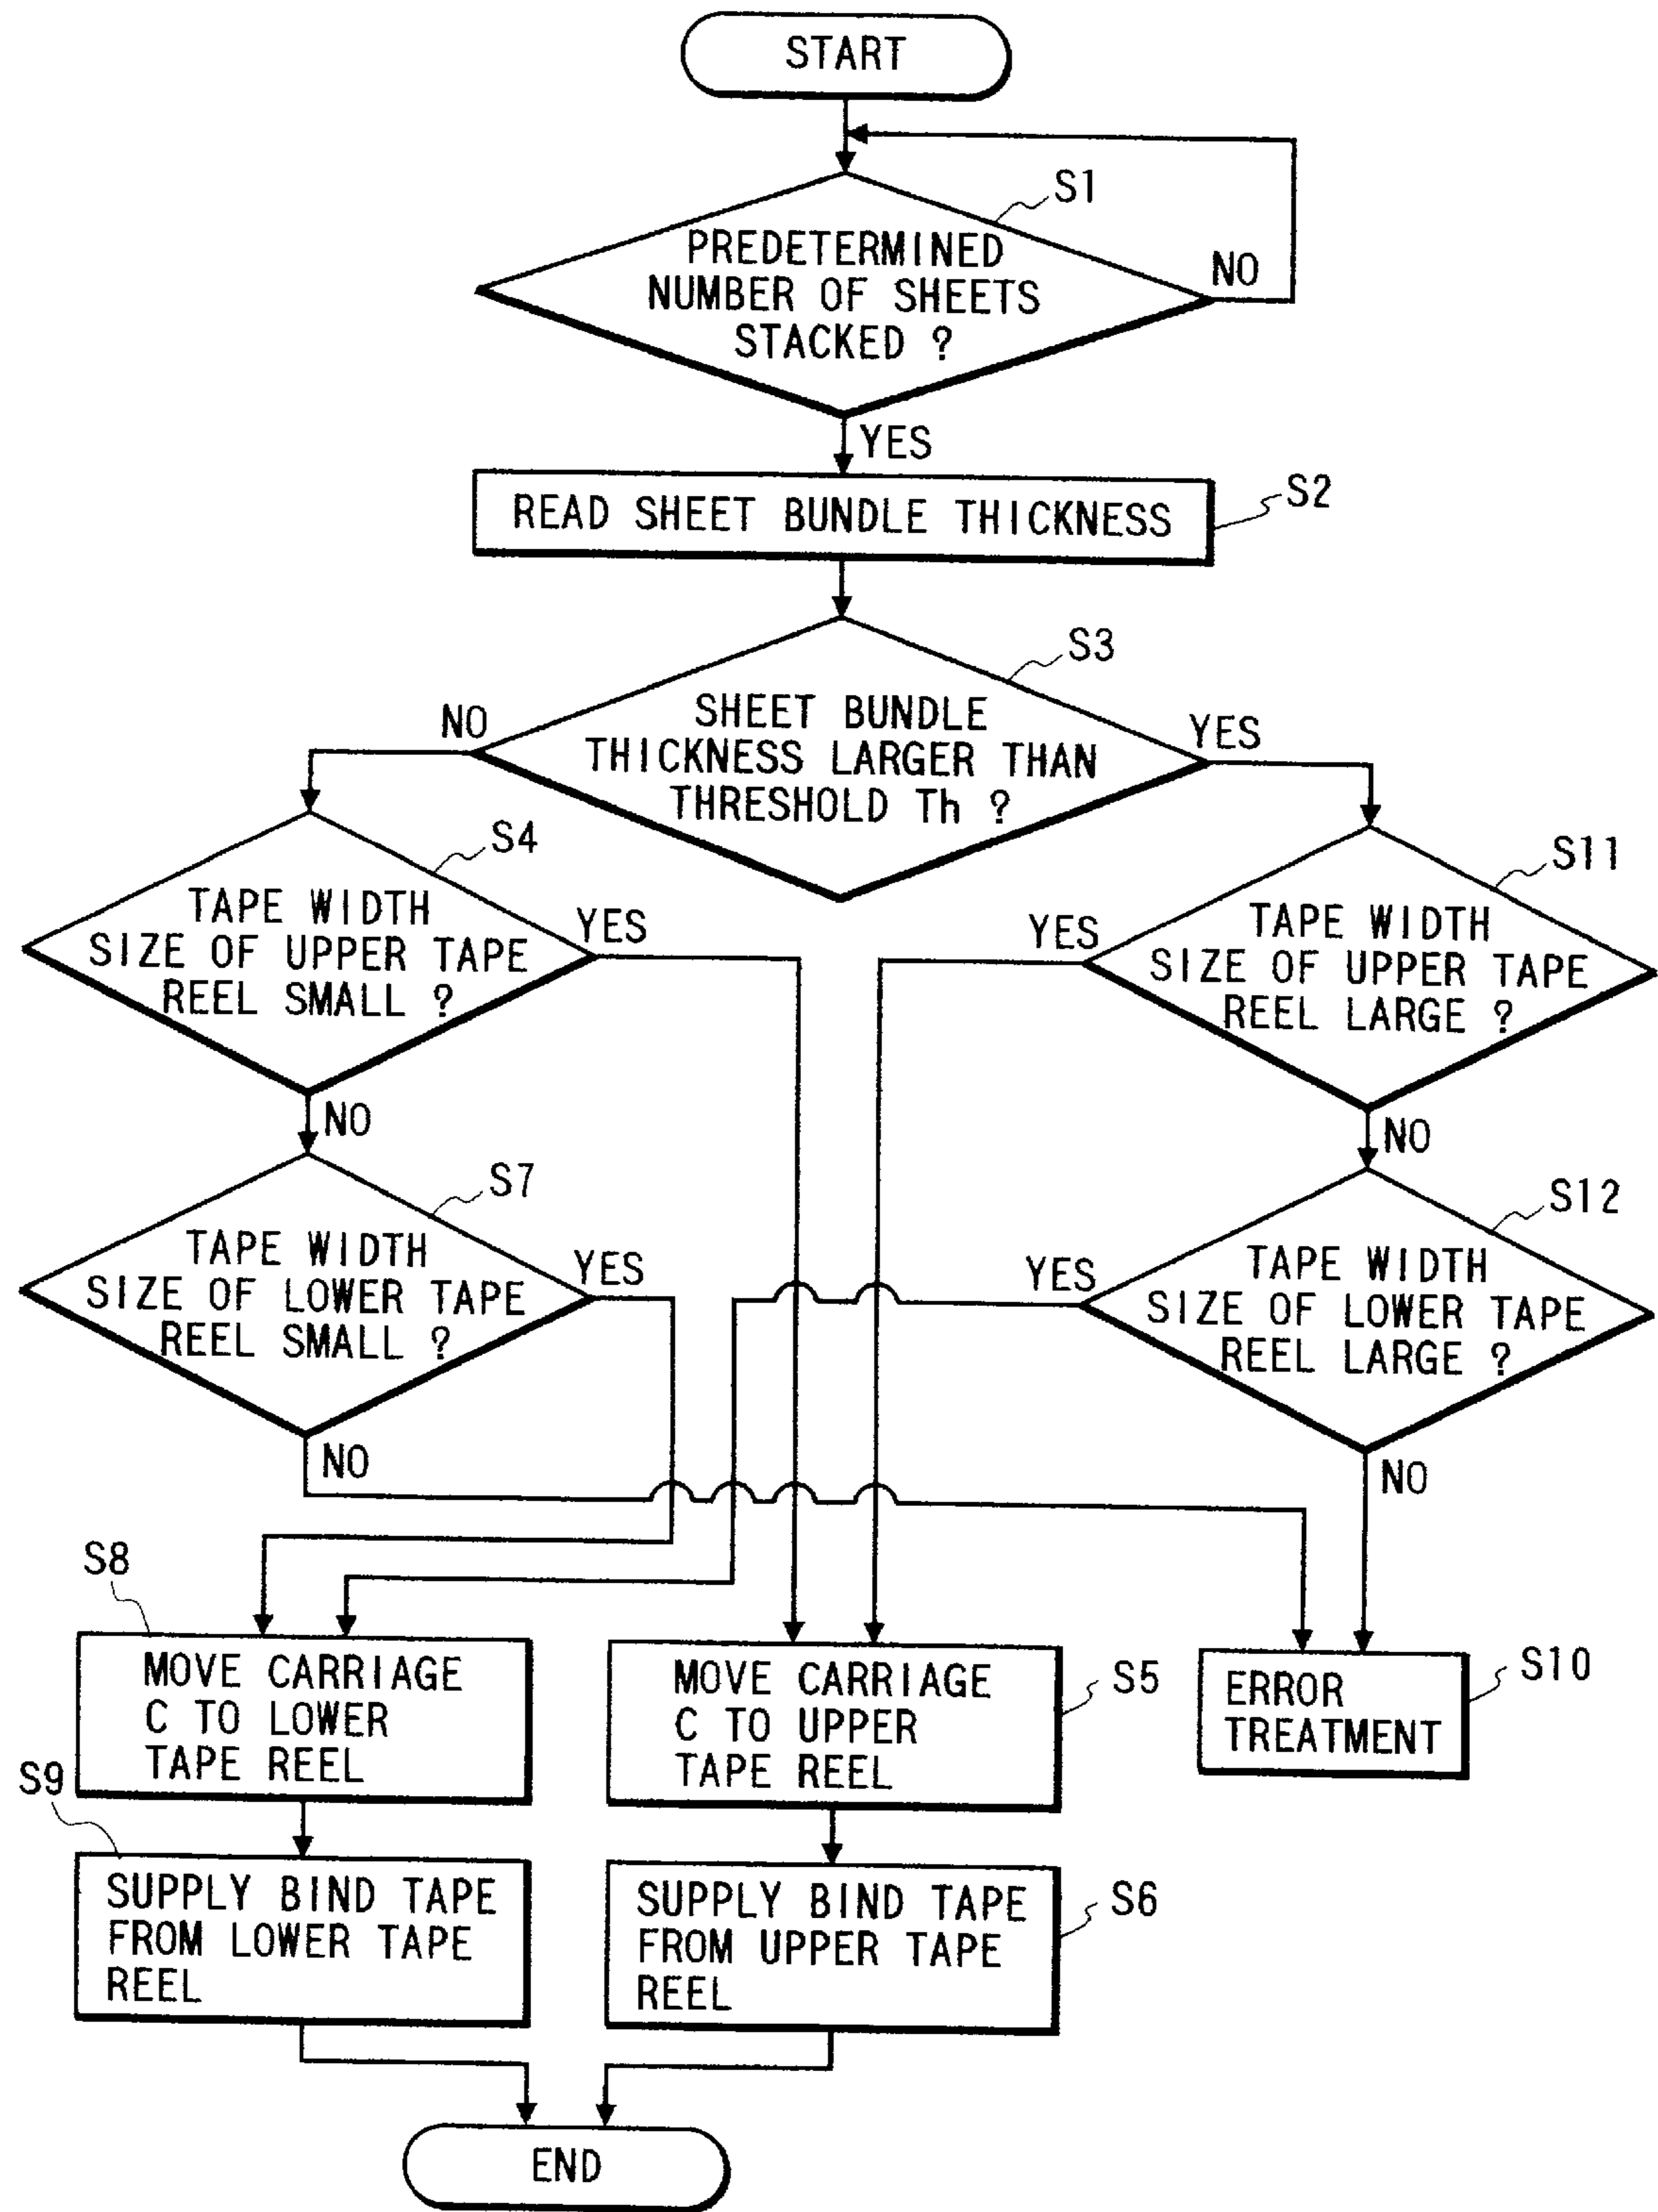 START
S1
PREDETERMINED
NUMBER OF SHEETS
STACKED ?
NO
YES
READ SHEET BUNDLE THICKNESS
S2
S3
SHEET BUNDLE
THICKNESS LARGER THAN
THRESHOLD Th ?
NO
YES
S4
TAPE WIDTH
SIZE OF UPPER TAPE
REEL SMALL ?
YES
NO
S11
TAPE WIDTH
SIZE OF UPPER TAPE
REEL LARGE ?
YES
NO
S7
TAPE WIDTH
SIZE OF LOWER TAPE
REEL SMALL ?
YES
NO
S12
TAPE WIDTH
SIZE OF LOWER TAPE
REEL LARGE ?
YES
NO
S8
MOVE CARRIAGE
C TO LOWER
TAPE REEL
MOVE CARRIAGE
C TO UPPER
TAPE REEL
S5
ERROR
TREATMENT
S10
S9
SUPPLY BIND TAPE
FROM LOWER TAPE
REEL
SUPPLY BIND TAPE
FROM UPPER TAPE
REEL
S6
END